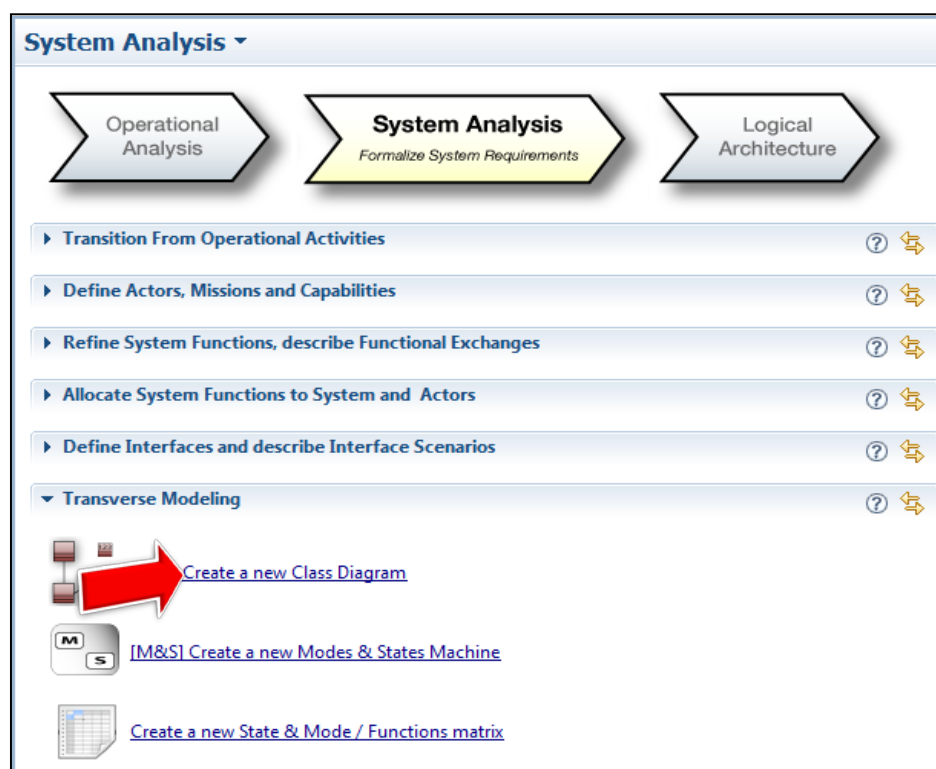 System Analysis
Operational
Analysis
System Analysis
Formalize System Requirements
Logical
Architecture
Transition From Operational Activities
Define Actors, Missions and Capabilities
Refine System Functions, describe Functional Exchanges
Allocate System Functions to System and  Actors
Define Interfaces and describe Interface Scenarios
Transverse Modeling
Create a new Class Diagram
M
S
[M&S] Create a new Modes & States Machine
Create a new State & Mode / Functions matrix